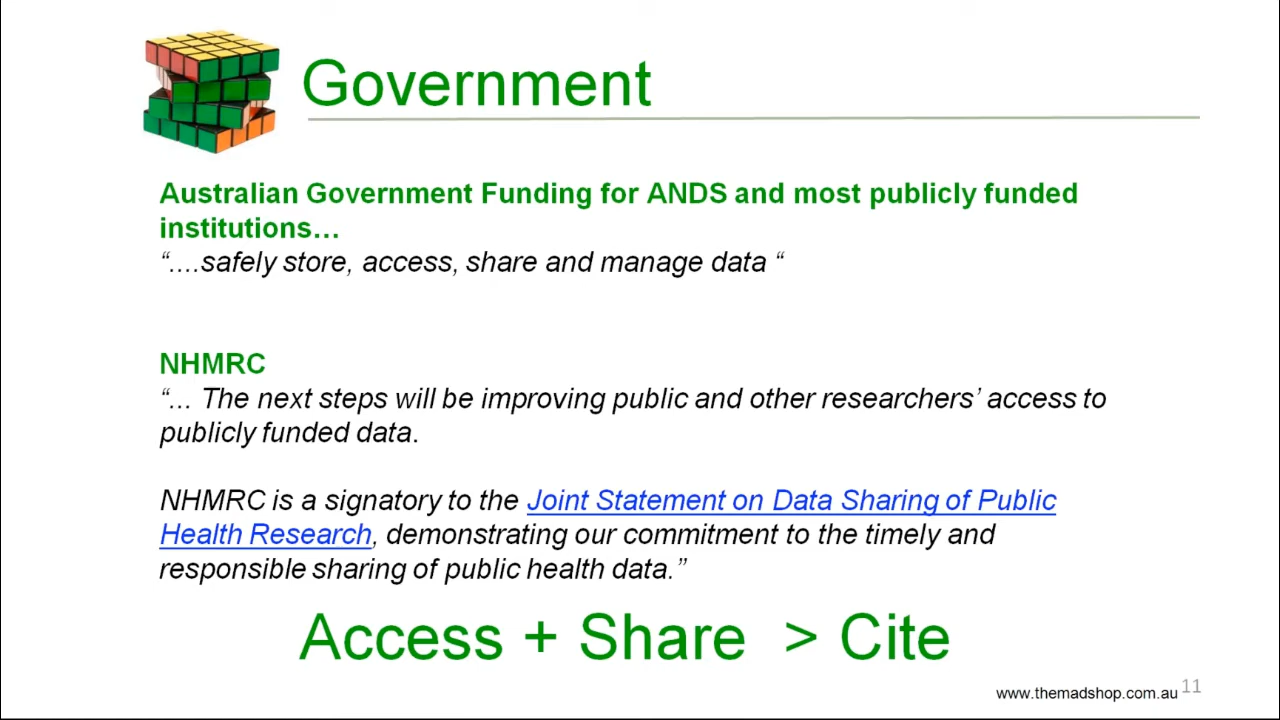 Government
Australian Government Funding for ANDS and most publicly funded
institutions…
“....safely store, access, share and manage data “
NHMRC
“... The next steps will be improving public and other researchers’ access to
publicly funded data.
NHMRC is a signatory to the Joint Statement on Data Sharing of Public
Health Research, demonstrating our commitment to the timely and
responsible sharing of public health data.”
Access + Share > Cite
www.themadshop.com.au 11